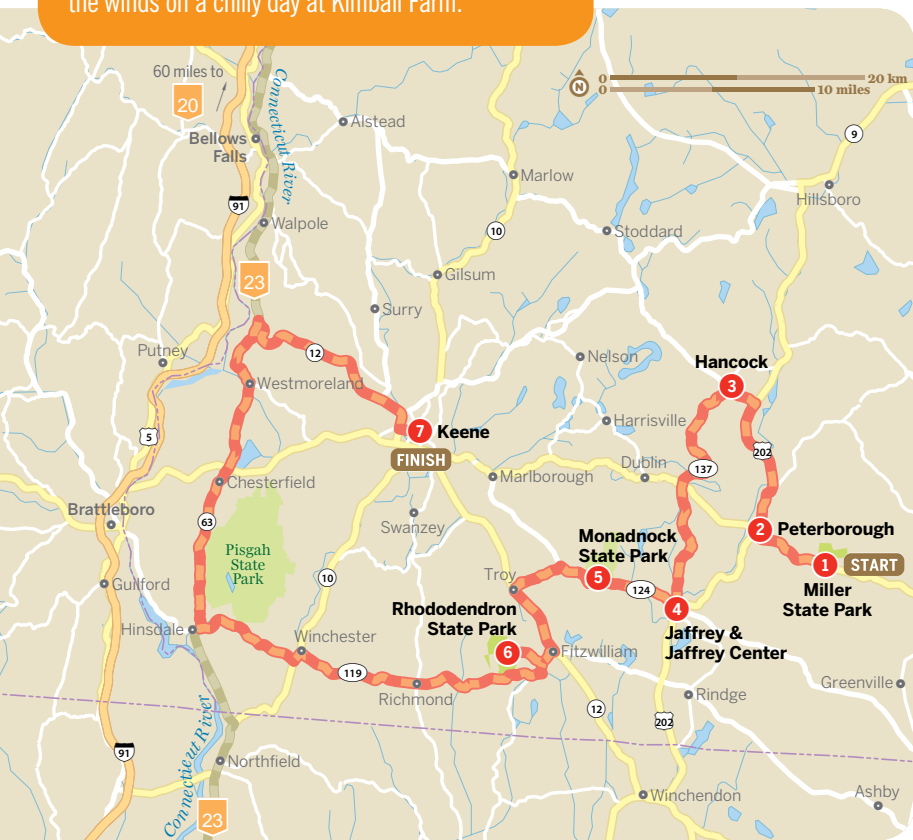 the winds on a chilly day at Kimball Farm.
60 miles to
20
Connecticut River
Alstead
N
0
20 km
0
10 miles
9
Bellows
Falls
Marlow
Hillsboro
91
Walpole
10
Stoddard
23
Gilsum
Surry
Putney
12
Nelson
Hancock
3
Westmoreland
7
Keene
FINISH
Harrisville
5
202
Dublin
137
Chesterfield
Marlborough
Brattleboro
63
Swanzey
2
Peterborough
Pisgah
State
Park
Monadnock
State Park
5
1
START
Miller
State Park
10
Troy
124
Guilford
Rhododendron
State Park
6
4
Jaffrey &
Jaffrey Center
Hinsdale
Winchester
Fitzwilliam
119
Richmond
Greenville
Rindge
12
202
Connecticut River
91
Northfield
23
Winchendon
Ashby